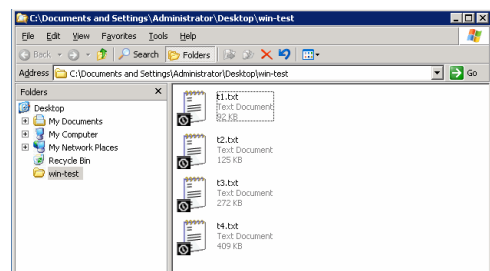 C:\Documents and Settings\Administrator\Desktop\win-test
File Edit View Favorites Tools Help
Back Search Folders
Address C:\Documents and Settings\Administrator\Desktop\win-test Go
Folders X
Desktop
My Documents
My Computer
My Network Places
Recycle Bin
win-test
t1.txt
Text Document
92 KB
t2.txt
Text Document
125 KB
t3.txt
Text Document
272 KB
t4.txt
Text Document
409 KB